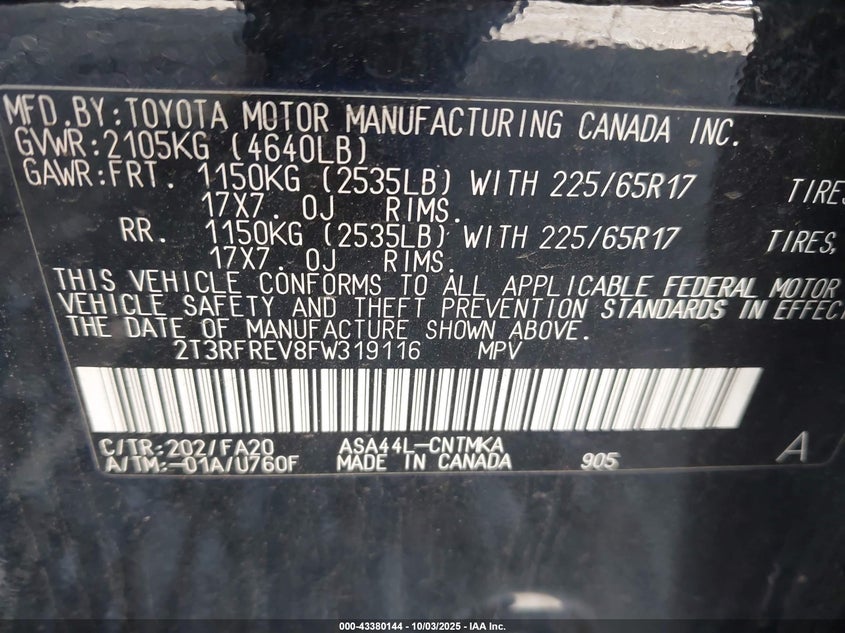 MFD.BY:TOYOTA MOTOR MANUFACTURING CANADA INC.
GVWR:2105KG (4640LB)
GAWR:FRT. 1150KG (2535LB) WITH 225/65R17 TIRES
17X7.0J RIMS.
RR. 1150KG (2535LB) WITH 225/65R17 TIRES,
17X7.0J RIMS.
THIS VEHICLE CONFORMS TO ALL APPLICABLE FEDERAL MOTOR
VEHICLE SAFETY AND THEFT PREVENTION STANDARDS IN EFFECT
THE DATE OF MANUFACTURE SHOWN ABOVE.
2T3RFREV8FW319116 MPV
C/TR:202/FA20 ASA44L-CNTMKA A
A/TM:-01A/U760F MADE IN CANADA 905
000-43380144 - 10/03/2025 - IAA Inc.